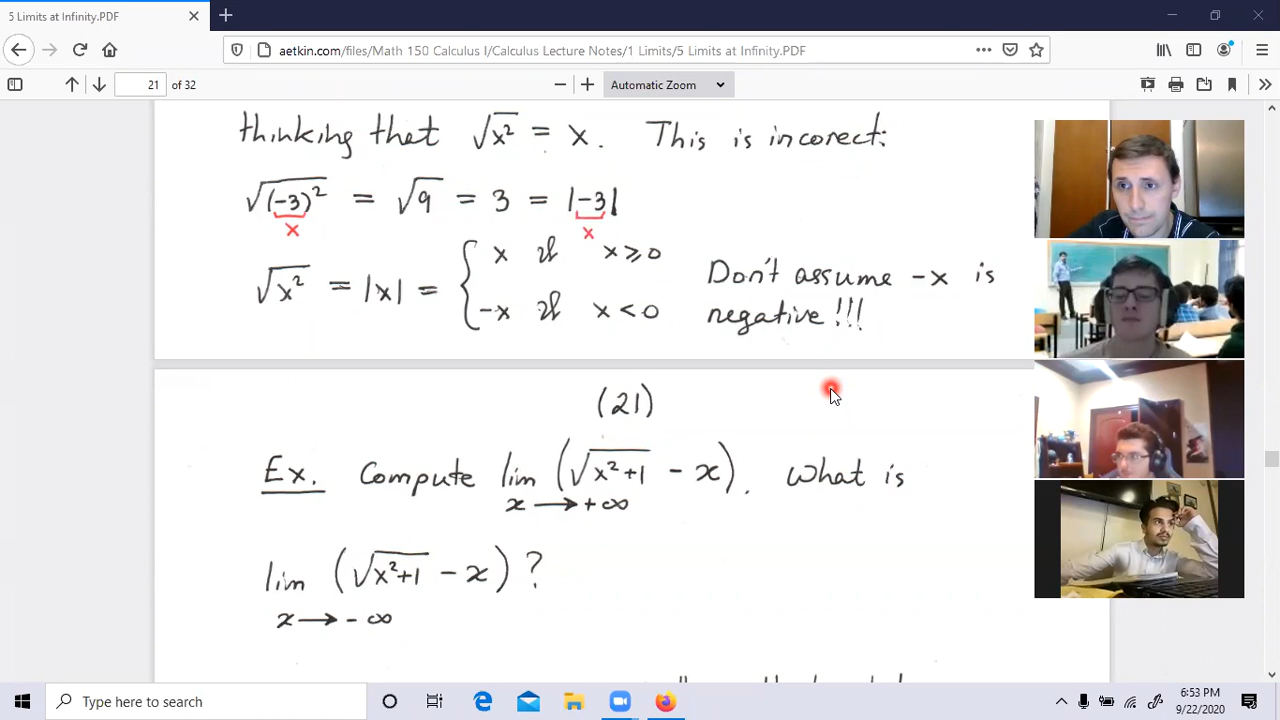 5 Limits at Infinity.PDF
aetkin.com/files/Math 150 Calculus I/Calculus Lecture Notes/1 Limits/5 Limits at Infinity.PDF
21 of 32
Automatic Zoom
thinking that √x² = x. This is incorect:
√(-3)² = √9 = 3 = |-3|
x x
√x² = |x| = { x if x ≥ 0
-x if x < 0
Don't assume -x is
negative!!!
(21)
Ex. Compute lim (√x²+1 - x). What is
x → +∞
lim (√x²+1 - x)?
x → -∞
Type here to search
6:53 PM
9/22/2020